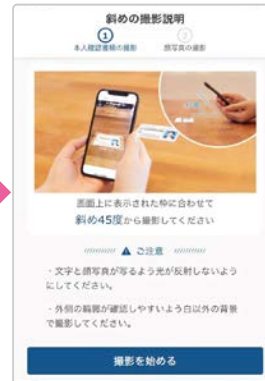 斜めの撮影説明
1
2
本人確認書類の撮影
顔写真の撮影
画面上に表示された枠に合わせて
斜め45度から撮影してください
ご注意
・文字と顔写真が写るよう光が反射しないよう
にしてください。
・外側の輪郭が確認しやすいよう白以外の背景
で撮影してください。
撮影を始める